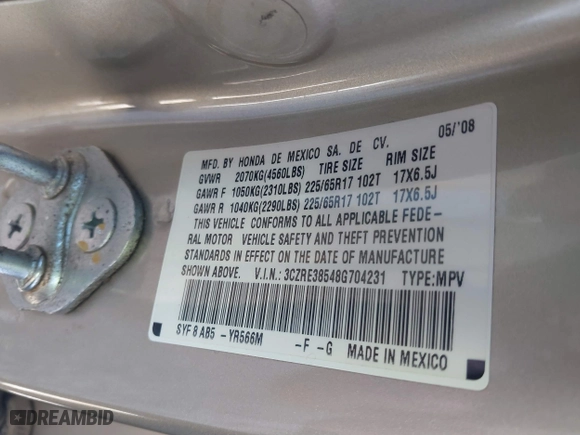 MFD. BY HONDA DE MEXICO SA. DE CV. 05/'08
GVWR 2070KG(4560LBS) TIRE SIZE RIM SIZE
GAWR F 1050KG(2310LBS) 225/65R17 102T 17X6.5J
GAWR R 1040KG(2290LBS) 225/65R17 102T 17X6.5J
THIS VEHICLE CONFORMS TO ALL APPLICABLE FEDE-
RAL MOTOR VEHICLE SAFETY AND THEFT PREVENTION
STANDARDS IN EFFECT ON THE DATE OF MANUFACTURE
SHOWN ABOVE. V.I.N.: 3CZRE38548G704231 TYPE:MPV
SYF 8 A85 -YR566M -F -G MADE IN MEXICO
DREAMBID